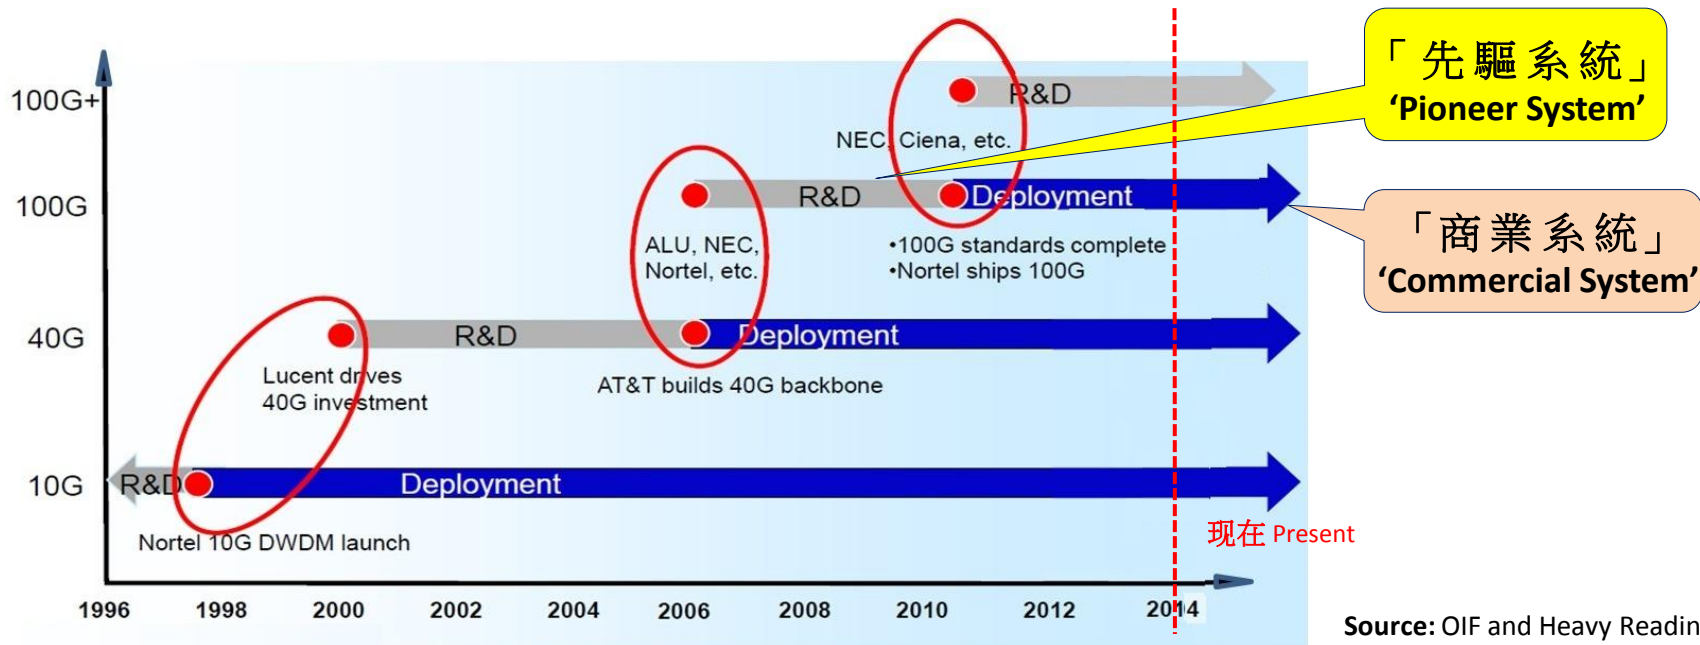 「先驅系統」
‘Pioneer System’
100G+
R&D
NEC, Ciena, etc.
100G
R&D
Deployment
「商業系統」
‘Commercial System’
ALU, NEC,
Nortel, etc.
•100G standards complete
•Nortel ships 100G
40G
R&D
Deployment
Lucent drives
40G investment
AT&T builds 40G backbone
10G
R&D
Deployment
Nortel 10G DWDM launch
现在 Present
1996 1998 2000 2002 2004 2006 2008 2010 2012 2014
Source: OIF and Heavy Readin